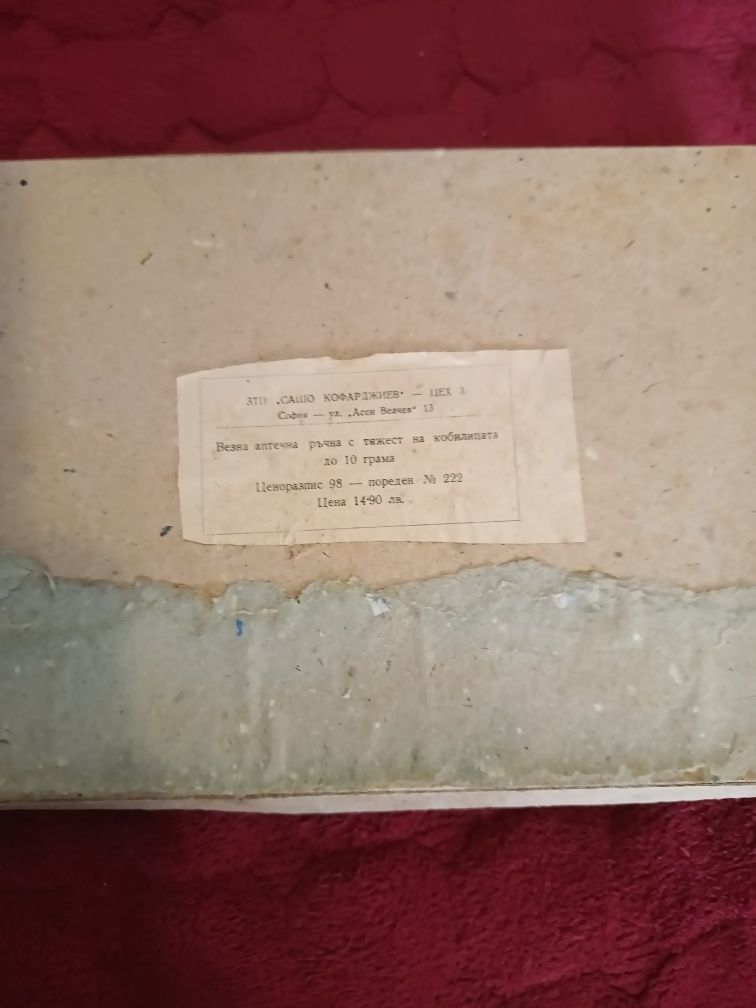 ЗТП „САШО КОФАРДЖИЕВ" — ЦЕХ 3
София — ул. „Асен Велчев" 13
Везна аптечна ръчна с тяжест на кобилицата
до 10 грама
Ценоразпис 98 — пореден № 222
Цена 14·90 лв.